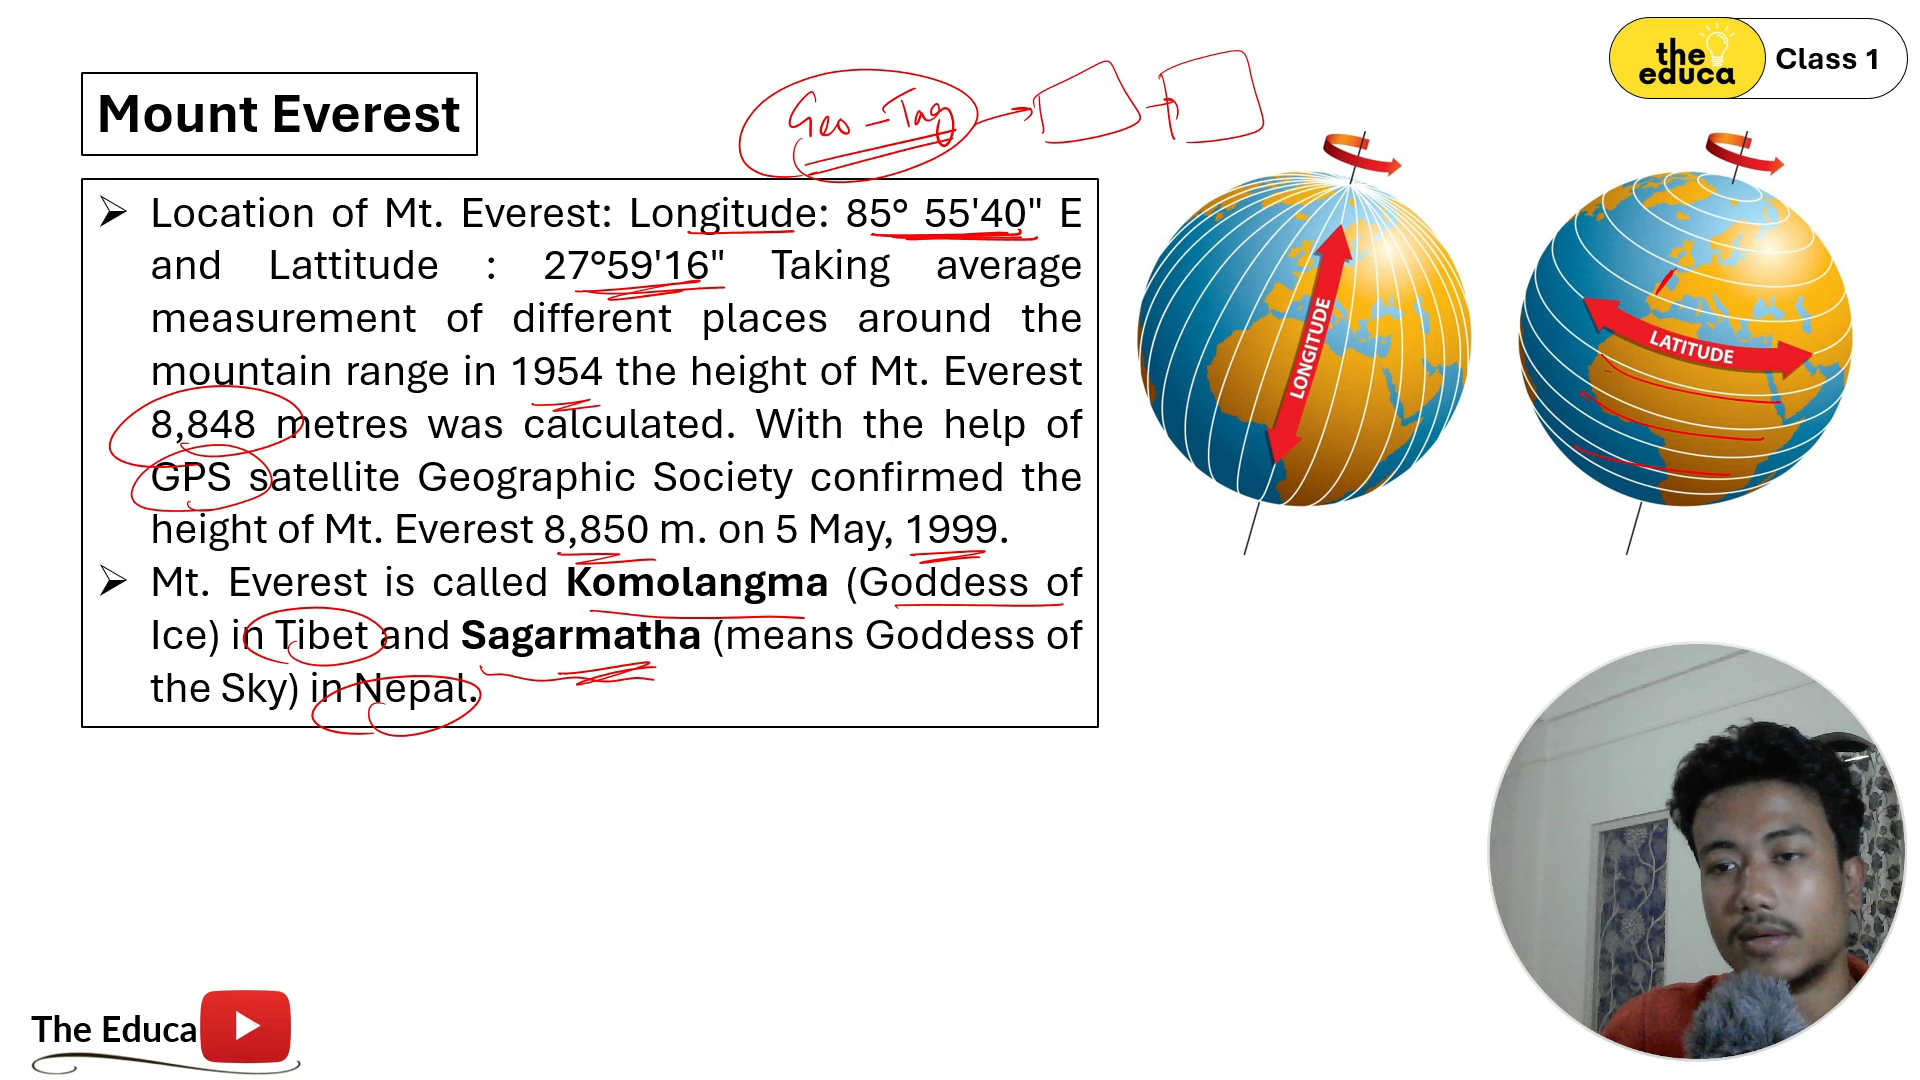 the
educa
Class 1
Mount Everest
Geo-Tag
➢ Location of Mt. Everest: Longitude: 85° 55'40" E
and Lattitude : 27°59'16" Taking average
measurement of different places around the
mountain range in 1954 the height of Mt. Everest
8,848 metres was calculated. With the help of
GPS satellite Geographic Society confirmed the
height of Mt. Everest 8,850 m. on 5 May, 1999.
➢ Mt. Everest is called Komolangma (Goddess of
Ice) in Tibet and Sagarmatha (means Goddess of
the Sky) in Nepal.
LONGITUDE
LATITUDE
The Educa